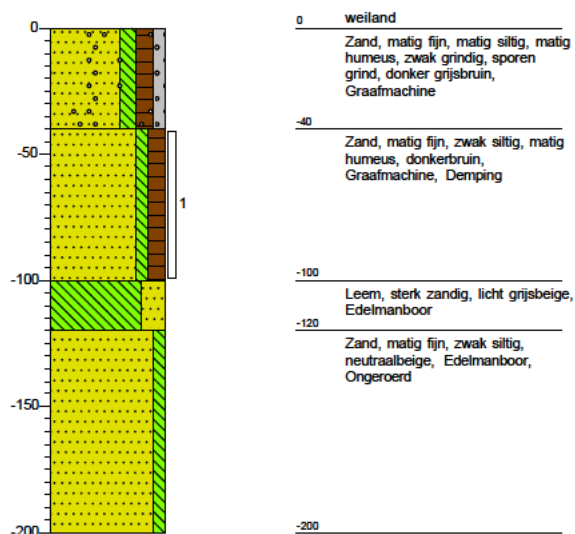 0
-50
-100
-150
-200
1
0 weiland
Zand, matig fijn, matig siltig, matig
humeus, zwak grindig, sporen
grind, donker grijsbruin,
Graafmachine
-40
Zand, matig fijn, zwak siltig, matig
humeus, donkerbruin,
Graafmachine, Demping
-100
Leem, sterk zandig, licht grijsbeige,
Edelmanboor
-120
Zand, matig fijn, zwak siltig,
neutraalbeige, Edelmanboor,
Ongeroerd
-200